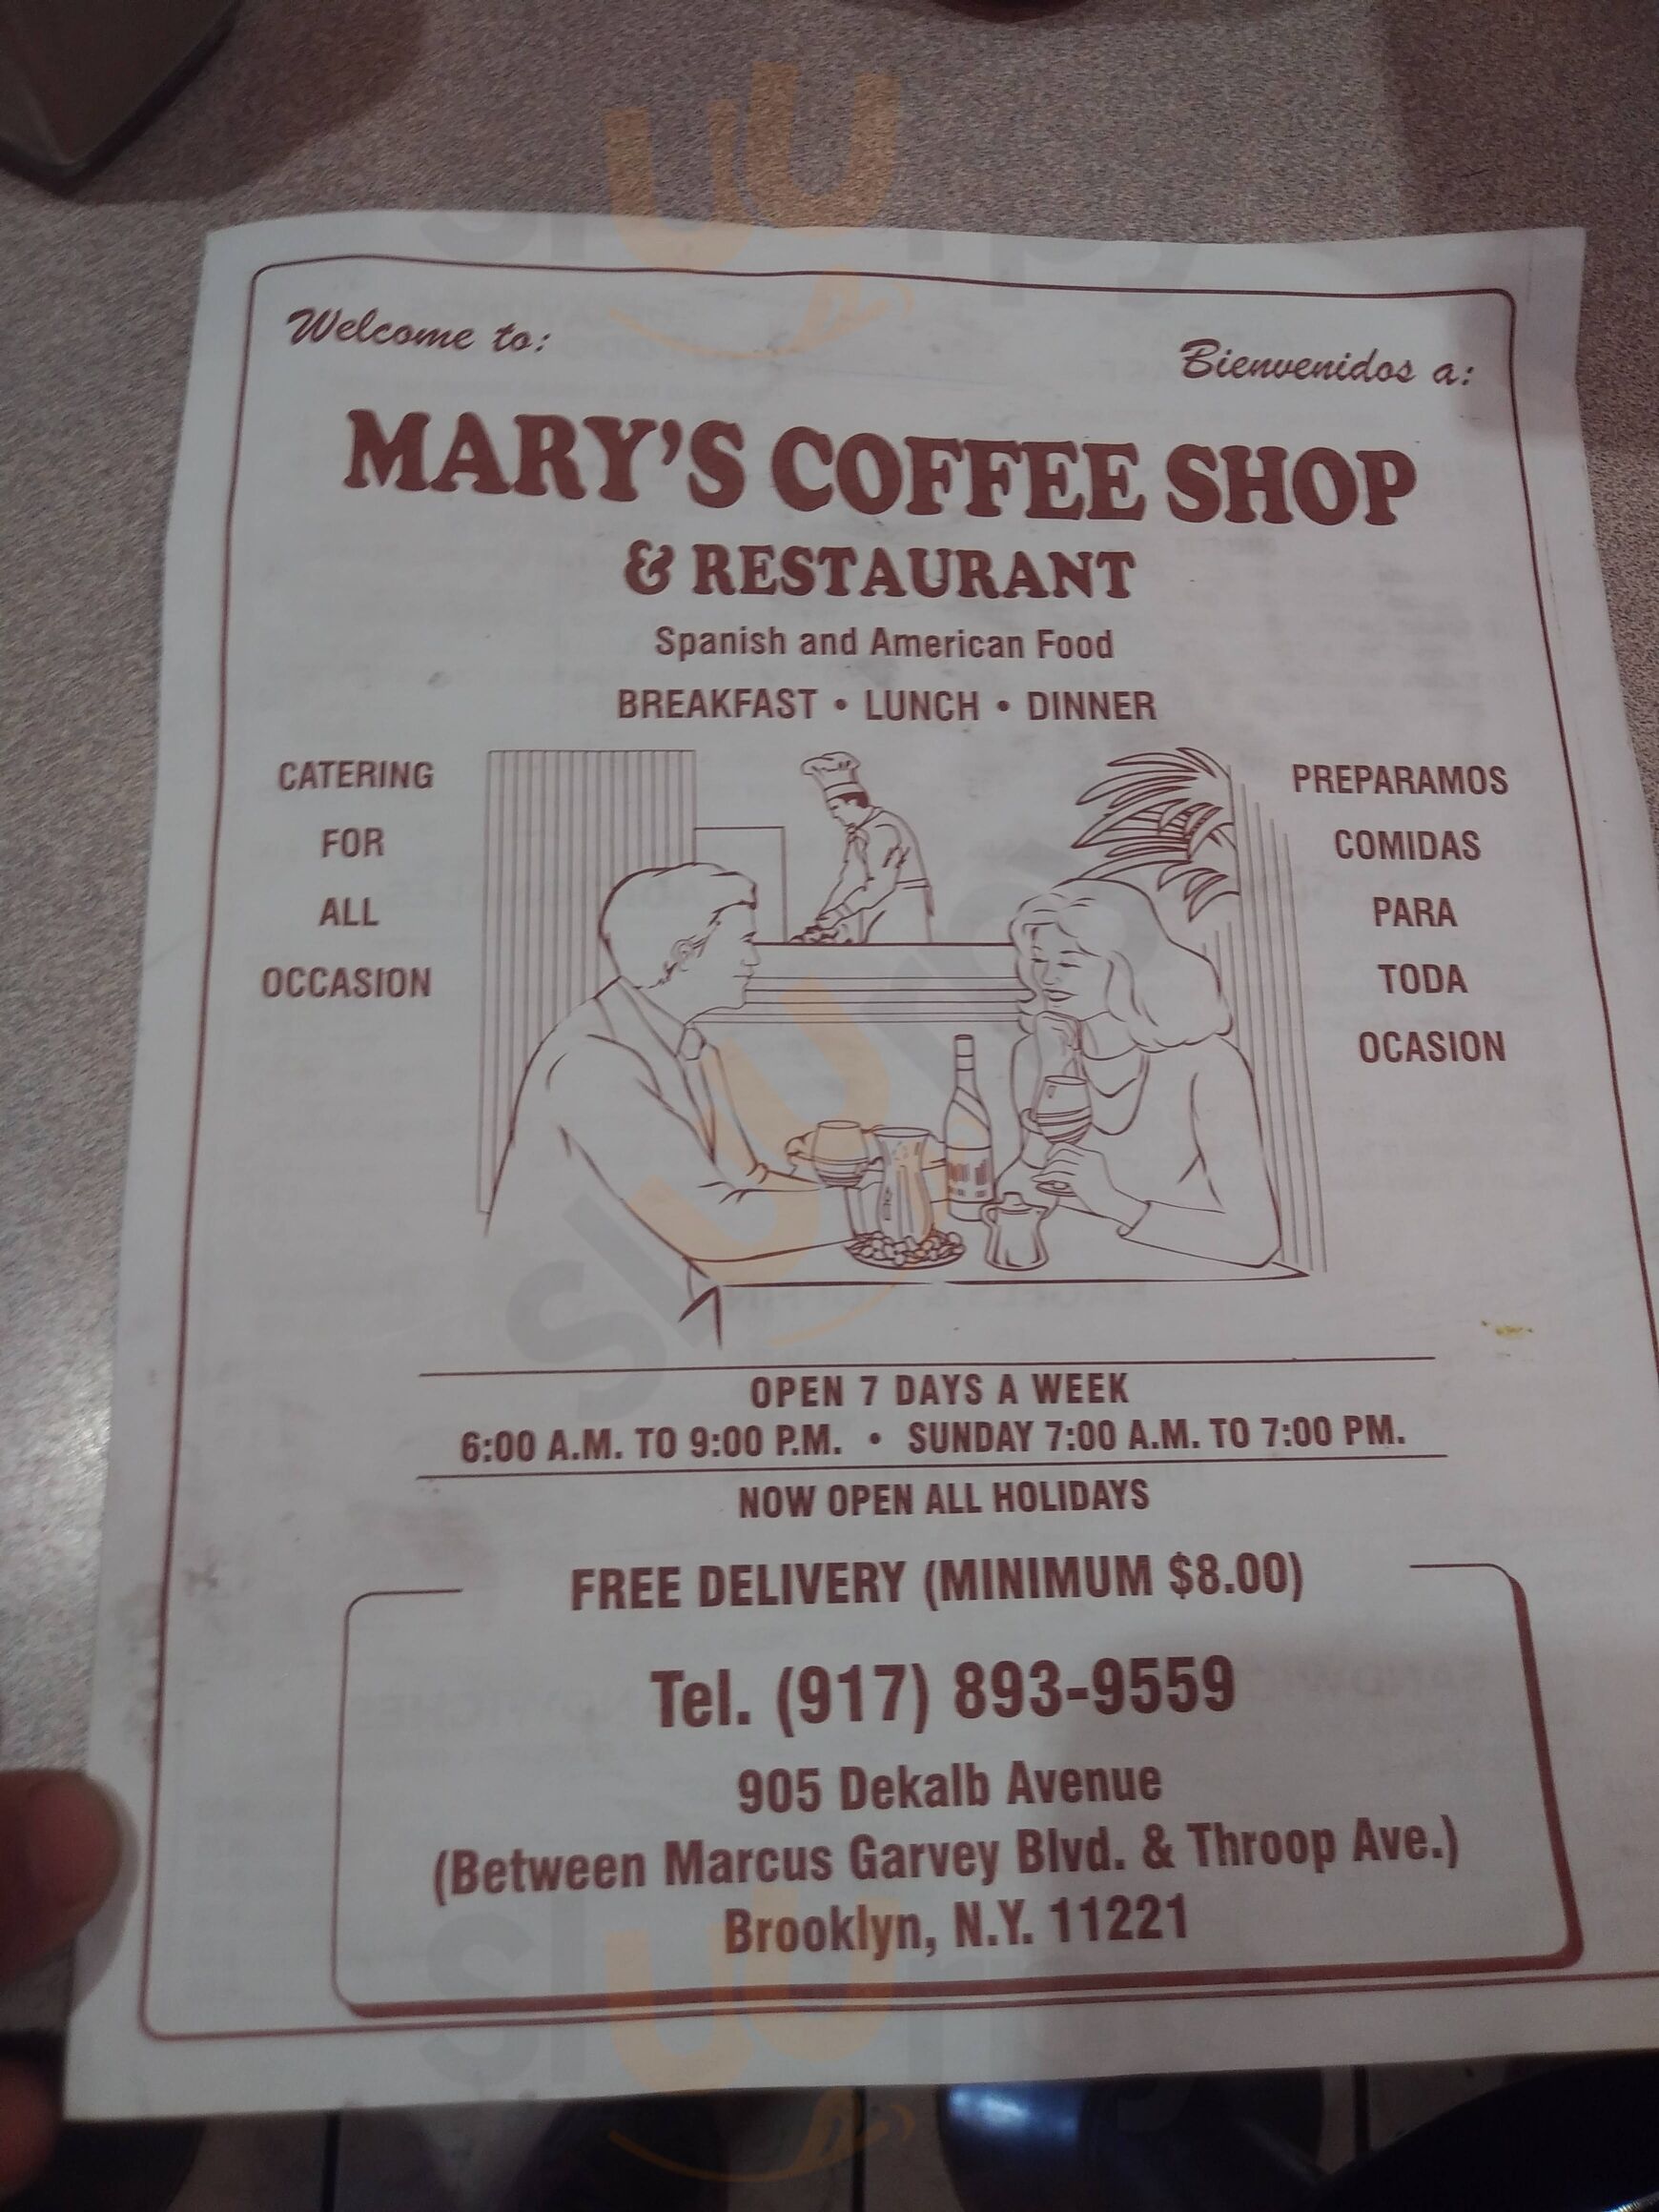 Welcome to:
Bienvenidos a:
MARY'S COFFEE SHOP
& RESTAURANT
Spanish and American Food
BREAKFAST • LUNCH • DINNER
CATERING
FOR
ALL
OCCASION
PREPARAMOS
COMIDAS
PARA
TODA
OCASION
OPEN 7 DAYS A WEEK
6:00 A.M. TO 9:00 P.M. • SUNDAY 7:00 A.M. TO 7:00 PM.
NOW OPEN ALL HOLIDAYS
FREE DELIVERY (MINIMUM $8.00)
Tel. (917) 893-9559
905 Dekalb Avenue
(Between Marcus Garvey Blvd. & Throop Ave.)
Brooklyn, N.Y. 11221
sluurpy
sluurpy
sluurpy